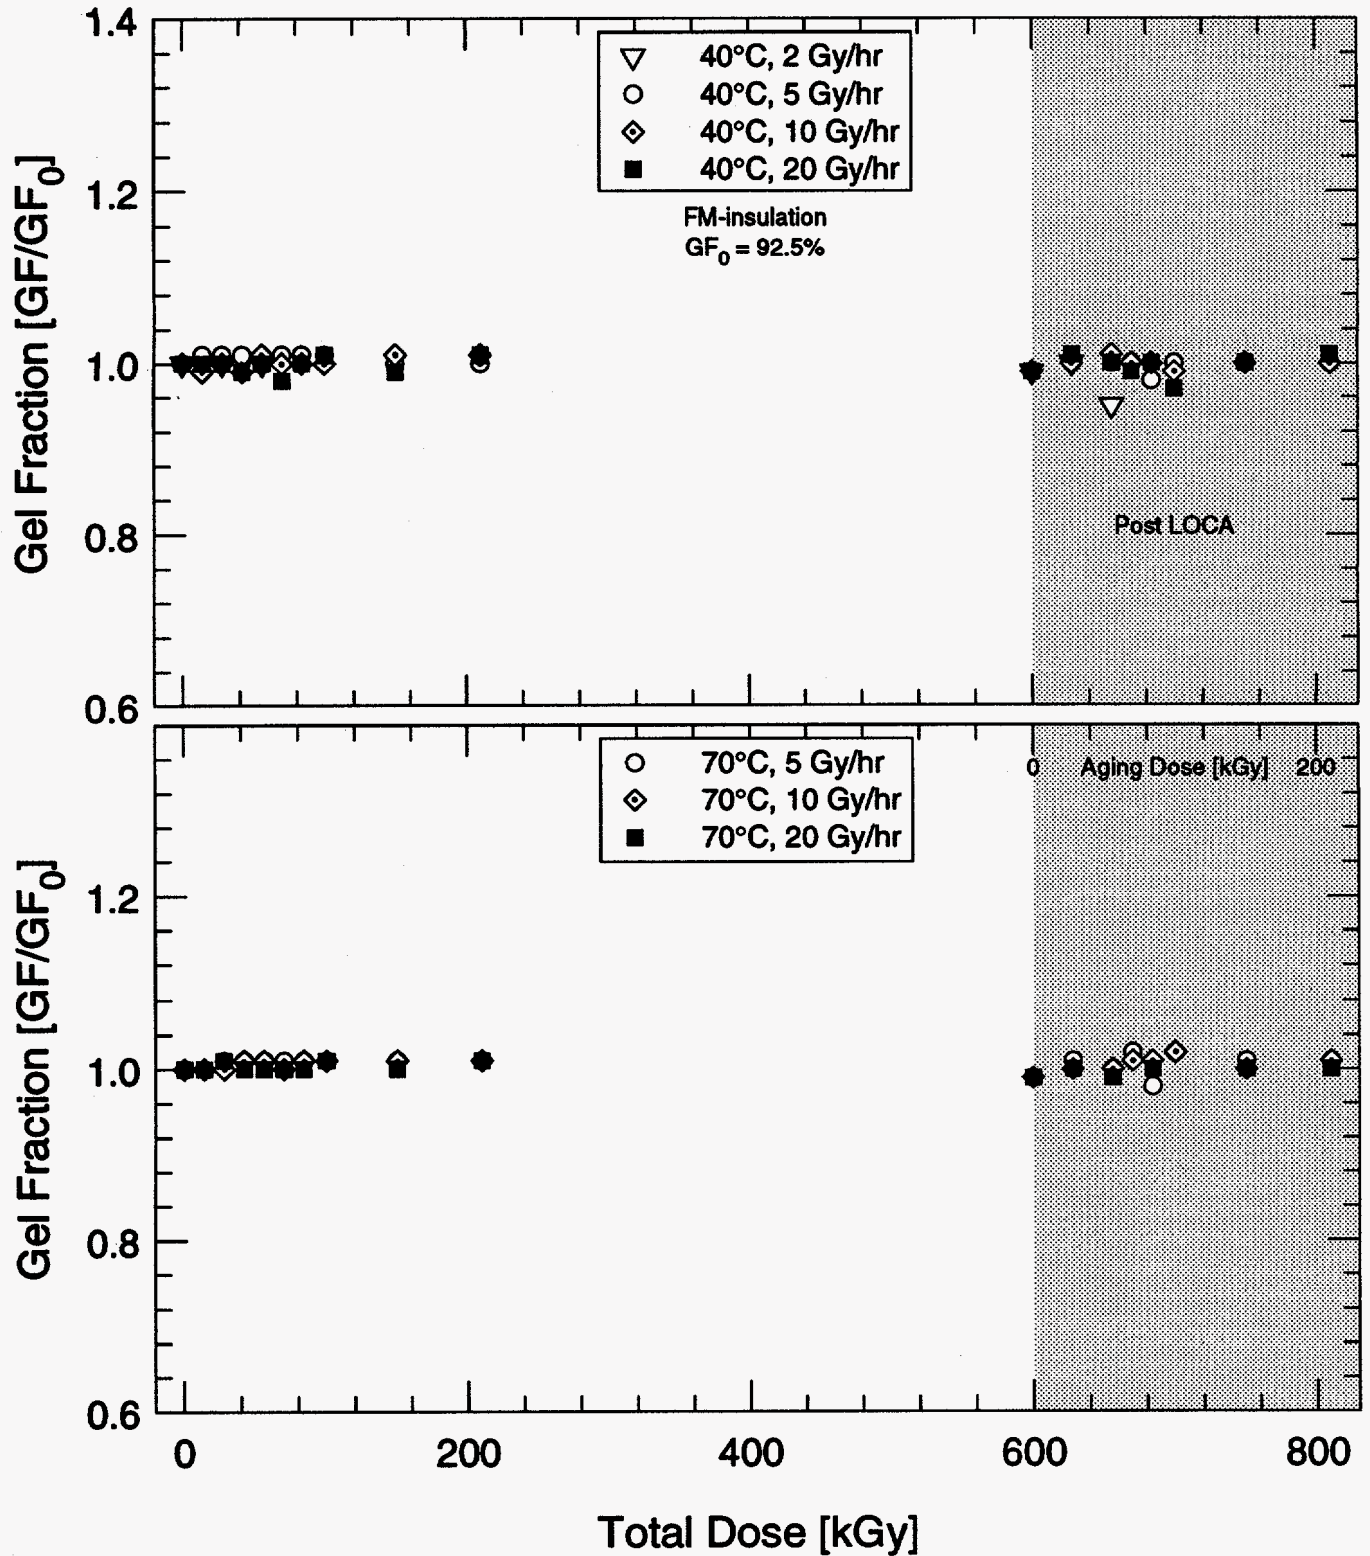 1.4
40°C, 2 Gy/hr
40°C, 5 Gy/hr
40°C, 10 Gy/hr
40°C, 20 Gy/hr
FM-insulation
GF₀ = 92.5%
1.2
1.0
0.8
0.6
Gel Fraction [GF/GF₀]
Post LOCA
70°C, 5 Gy/hr
70°C, 10 Gy/hr
70°C, 20 Gy/hr
0 Aging Dose [kGy] 200
1.2
1.0
0.8
0.6
Gel Fraction [GF/GF₀]
0 200 400 600 800
Total Dose [kGy]